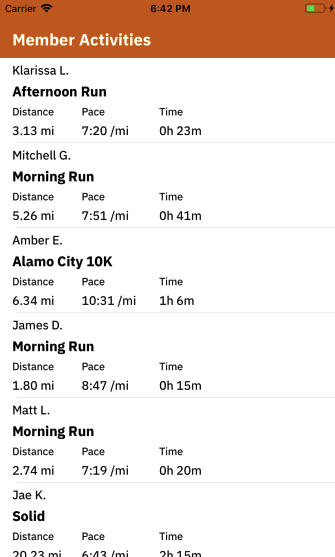 Carrier 6:42 PM
Member Activities
Klarissa L.
Afternoon Run
Distance Pace Time
3.13 mi 7:20 /mi 0h 23m
Mitchell G.
Morning Run
Distance Pace Time
5.26 mi 7:51 /mi 0h 41m
Amber E.
Alamo City 10K
Distance Pace Time
6.34 mi 10:31 /mi 1h 6m
James D.
Morning Run
Distance Pace Time
1.80 mi 8:47 /mi 0h 15m
Matt L.
Morning Run
Distance Pace Time
2.74 mi 7:19 /mi 0h 20m
Jae K.
Solid
Distance Pace Time
20.23 mi 6:43 /mi 2h 15m